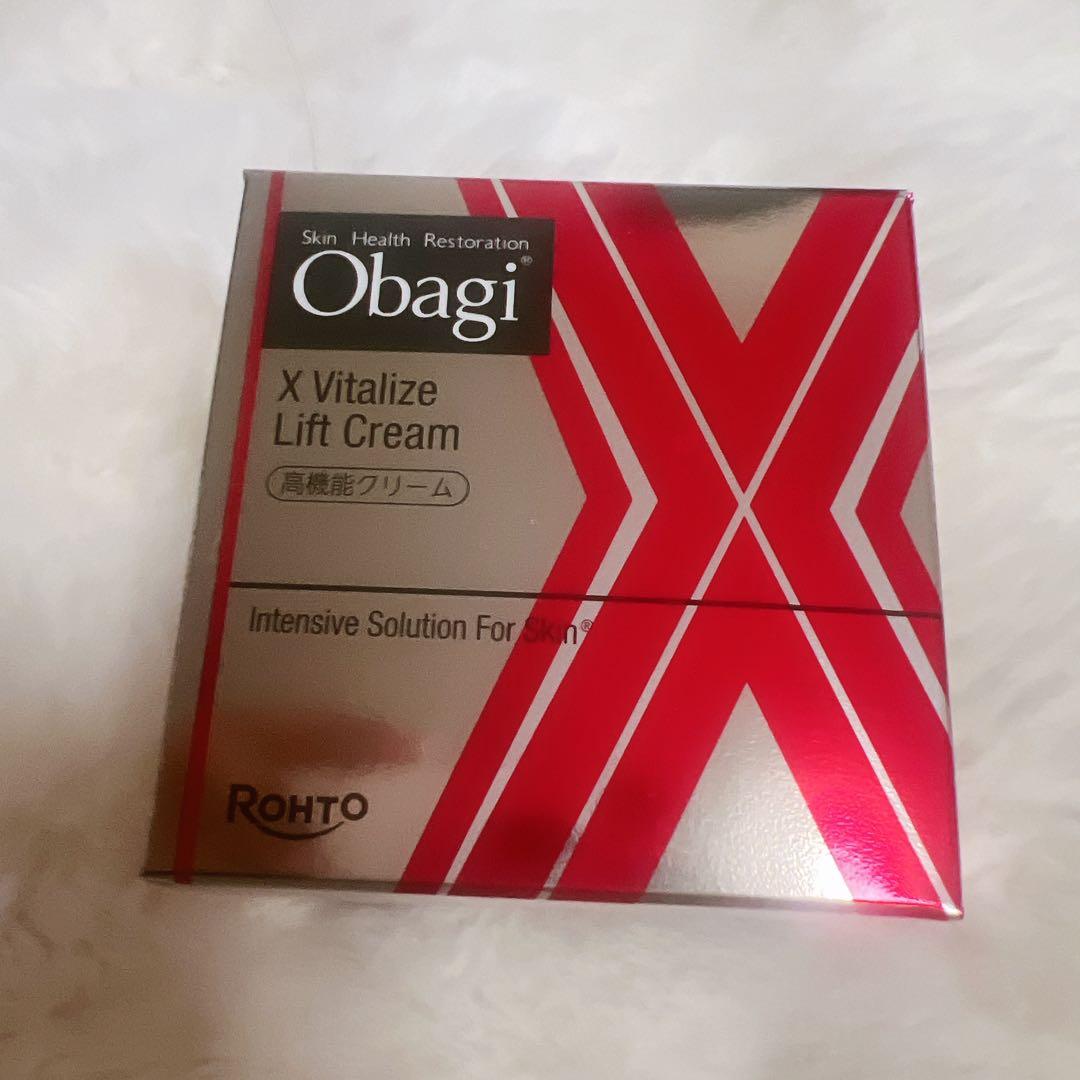 Skin Health Restoration
Obagi®
X Vitalize
Lift Cream
高機能クリーム
Intensive Solution For Skin®
ROHTO